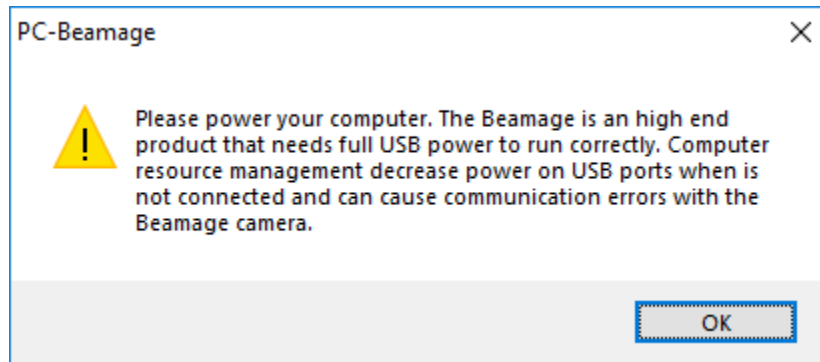 PC-Beamage
Please power your computer. The Beamage is an high end
product that needs full USB power to run correctly. Computer
resource management decrease power on USB ports when is
not connected and can cause communication errors with the
Beamage camera.
OK